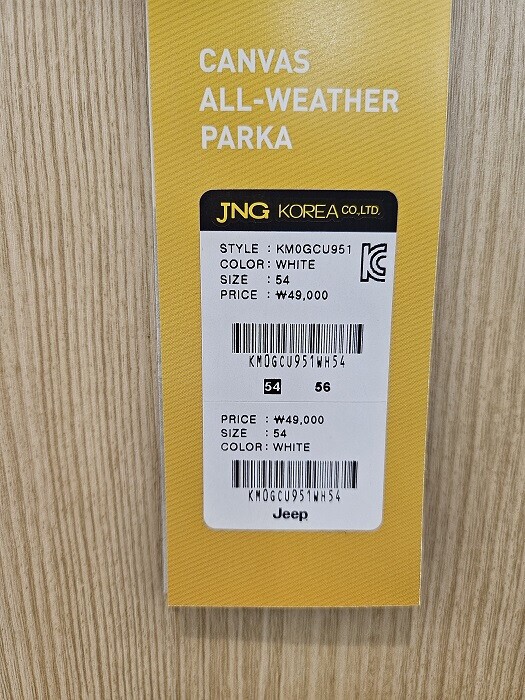 CANVAS
ALL-WEATHER
PARKA
JNG KOREA CO.,LTD.
STYLE : KM0GCU951
COLOR : WHITE
SIZE : 54
PRICE : ₩49,000
KM0GCU951WH54
54 56
PRICE : ₩49,000
SIZE : 54
COLOR: WHITE
KM0GCU951WH54
Jeep